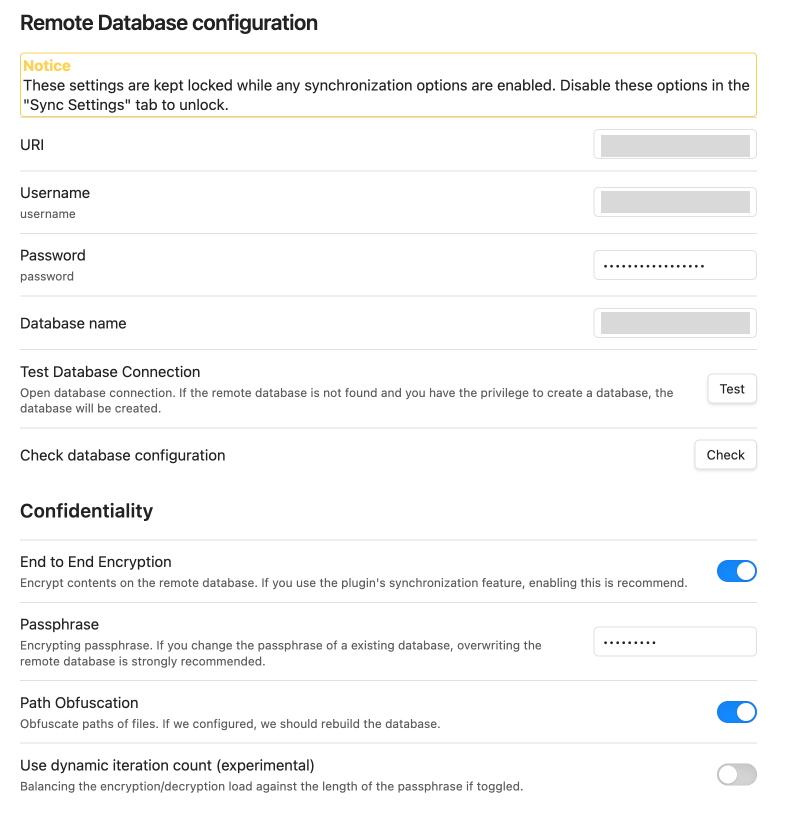 Remote Database configuration
Notice
These settings are kept locked while any synchronization options are enabled. Disable these options in the
"Sync Settings" tab to unlock.
URI
Username
username
Password
password
•••••••••••••••••
Database name
Test Database Connection
Open database connection. If the remote database is not found and you have the privilege to create a database, the
database will be created.
Test
Check database configuration
Check
Confidentiality
End to End Encryption
Encrypt contents on the remote database. If you use the plugin's synchronization feature, enabling this is recommend.
Passphrase
Encrypting passphrase. If you change the passphrase of a existing database, overwriting the
remote database is strongly recommended.
•••••••••
Path Obfuscation
Obfuscate paths of files. If we configured, we should rebuild the database.
Use dynamic iteration count (experimental)
Balancing the encryption/decryption load against the length of the passphrase if toggled.